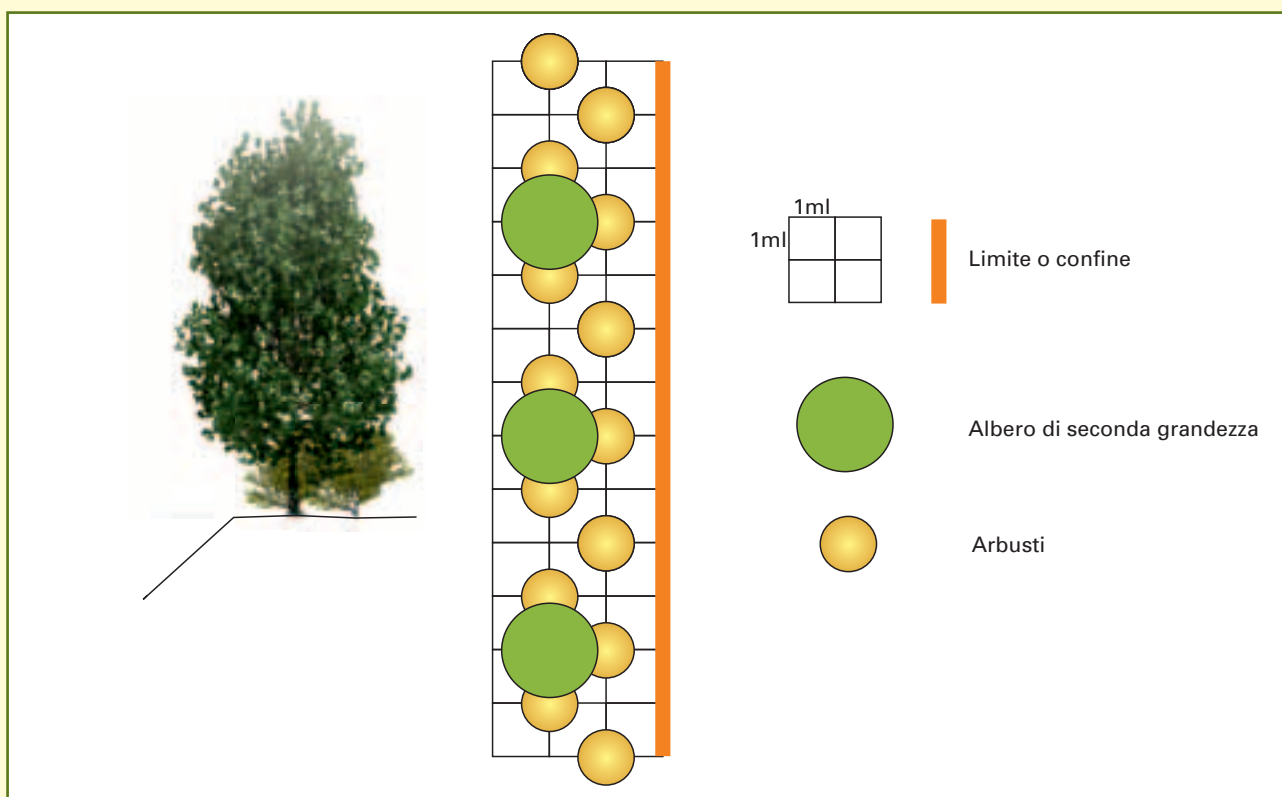 1ml
1ml
Limite o confine
Albero di seconda grandezza
Arbusti